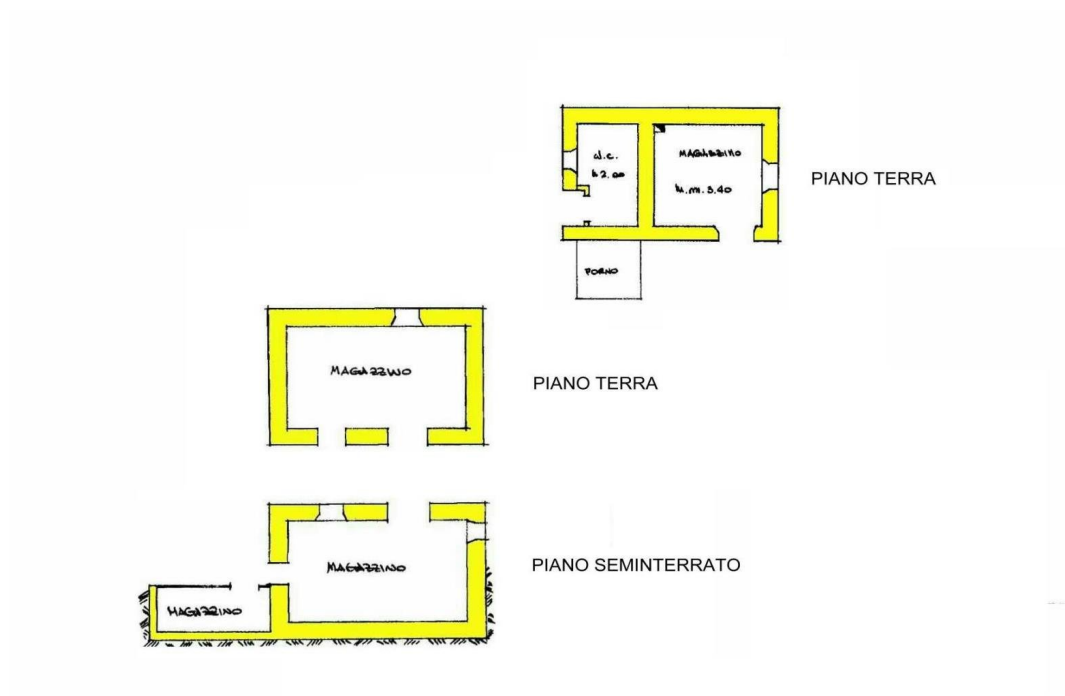 W.C.
h 2.00
MAGAZZINO
h.m. 3.40
PIANO TERRA
FORNO
MAGAZZINO
PIANO TERRA
MAGAZZINO
PIANO SEMINTERRATO
MAGAZZINO